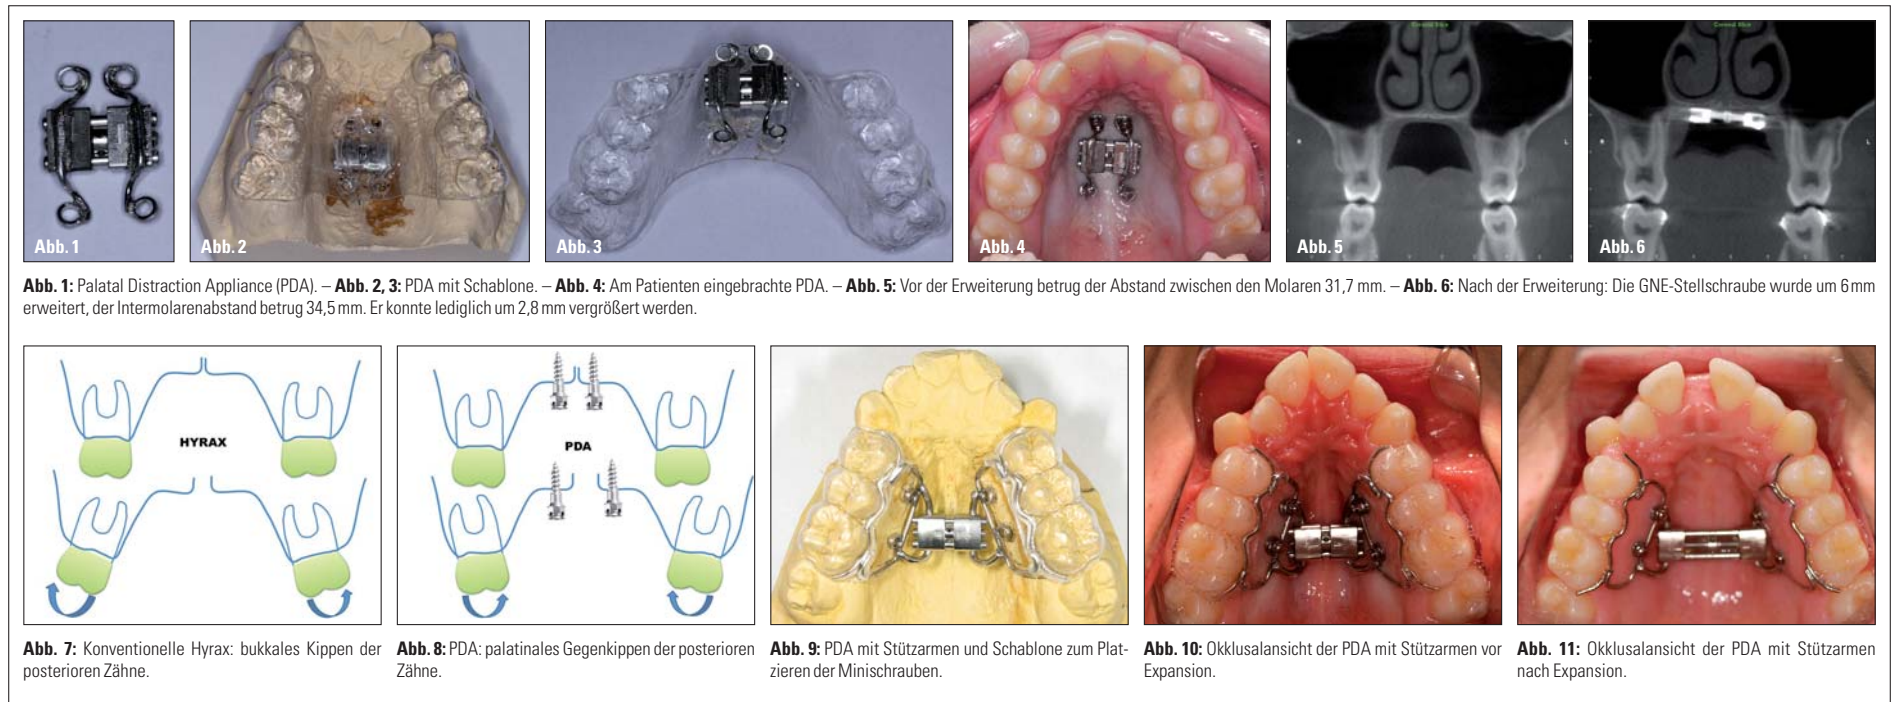 Abb. 1
Abb. 2
Abb. 3
Abb. 4
Abb. 5
Abb. 6
Abb. 1: Palatal Distraction Appliance (PDA). – Abb. 2, 3: PDA mit Schablone. – Abb. 4: Am Patienten eingebrachte PDA. – Abb. 5: Vor der Erweiterung betrug der Abstand zwischen den Molaren 31,7 mm. – Abb. 6: Nach der Erweiterung: Die GNE-Stellschraube wurde um 6 mm
erweitert, der Intermolarenabstand betrug 34,5 mm. Er konnte lediglich um 2,8 mm vergrößert werden.
HYRAX
PDA
Abb. 7: Konventionelle Hyrax: bukkales Kippen der
posterioren Zähne.
Abb. 8: PDA: palatinales Gegenkippen der posterioren
Zähne.
Abb. 9: PDA mit Stützarmen und Schablone zum Plat-
zieren der Minischrauben.
Abb. 10: Okklusalansicht der PDA mit Stützarmen vor
Expansion.
Abb. 11: Okklusalansicht der PDA mit Stützarmen
nach Expansion.